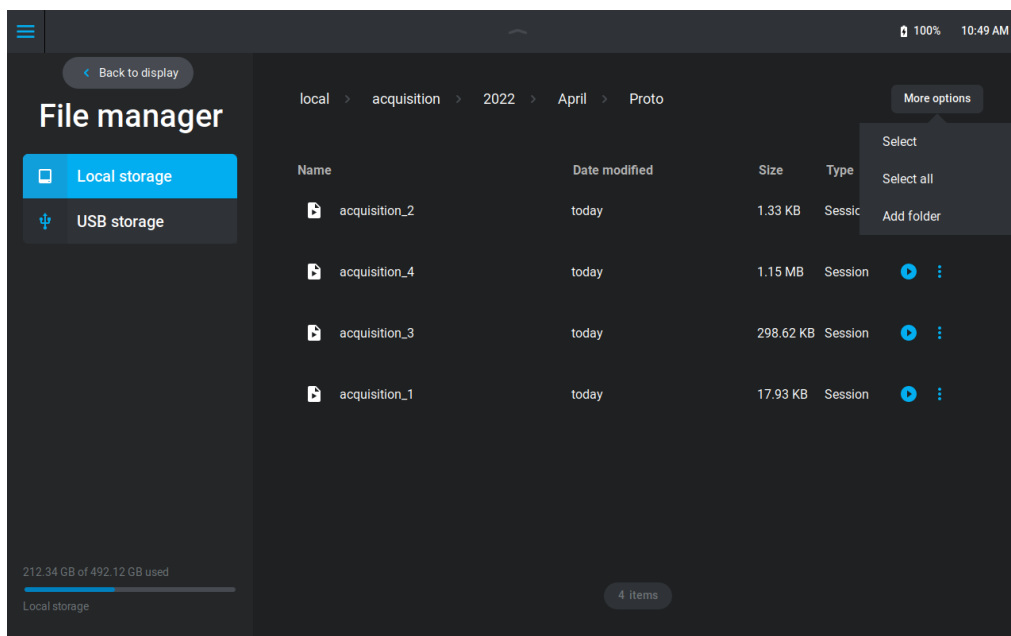 100% 10:49 AM
Back to display
File manager
Local storage
USB storage
212.34 GB of 492.12 GB used
Local storage
local > acquisition > 2022 > April > Proto
More options
Select
Select all
Add folder
Name Date modified Size Type
acquisition_2 today 1.33 KB Sessio
acquisition_4 today 1.15 MB Session
acquisition_3 today 298.62 KB Session
acquisition_1 today 17.93 KB Session
4 items